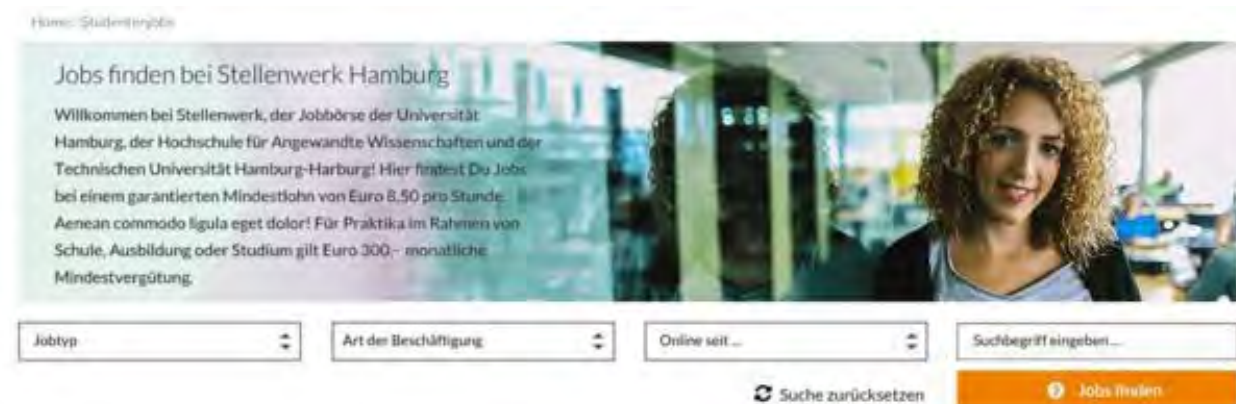 Home: Studentenjobs
Jobs finden bei Stellenwerk Hamburg
Willkommen bei Stellenwerk, der Jobbörse der Universität
Hamburg, der Hochschule für Angewandte Wissenschaften und der
Technischen Universität Hamburg-Harburg! Hier findest Du Jobs
bei einem garantierten Mindestlohn von Euro 8,50 pro Stunde.
Aenean commodo ligula eget dolor! Für Praktika im Rahmen von
Schule, Ausbildung oder Studium gilt Euro 300,– monatliche
Mindestvergütung.
Jobtyp Art der Beschäftigung Online seit ... Suchbegriff eingeben ...
Suche zurücksetzen Jobs finden